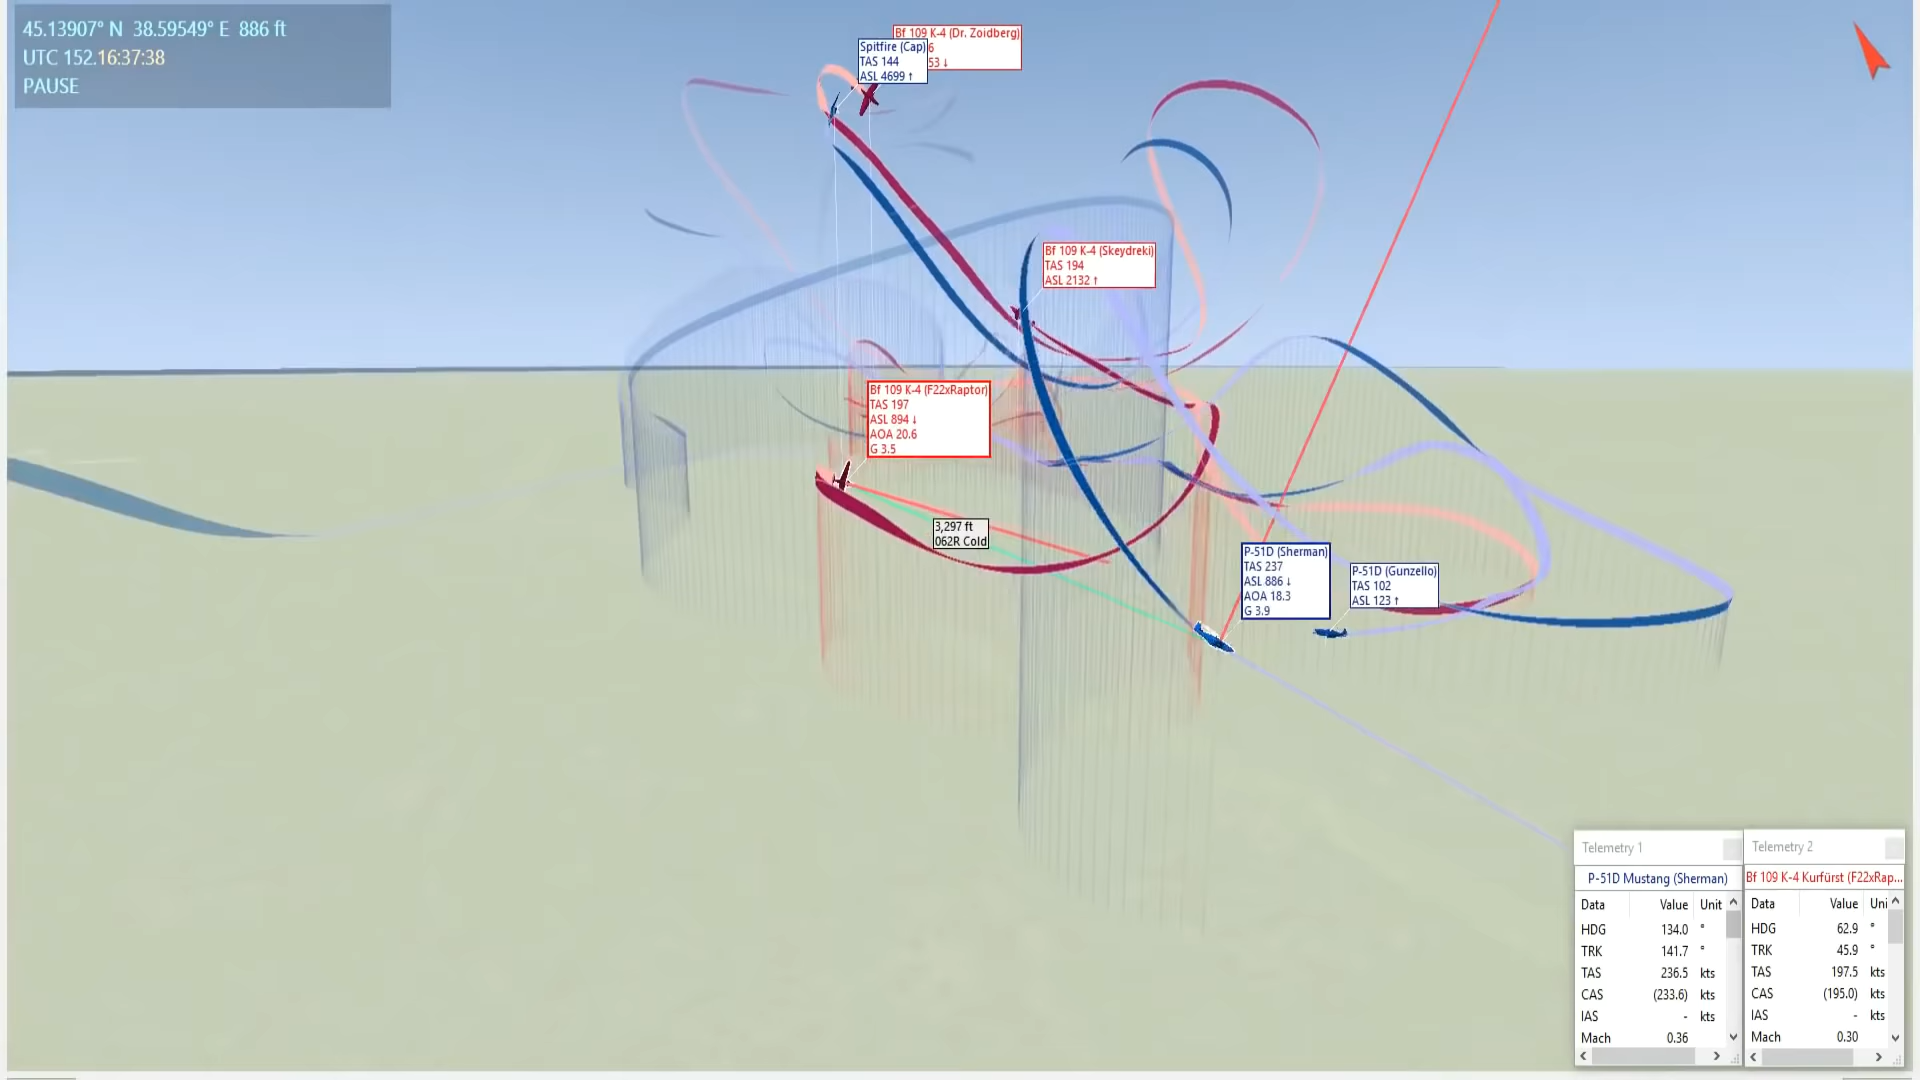 45.13907° N 38.59549° E 886 ft
UTC 152.16:37:38
PAUSE
Bf 109 K-4 (Dr. Zoidberg)
6
53 ↓
Spitfire (Cap)
TAS 144
ASL 4699 ↑
Bf 109 K-4 (Skeydreki)
TAS 194
ASL 2132 ↑
Bf 109 K-4 (F22xRaptor)
TAS 197
ASL 894 ↓
AOA 20.6
G 3.5
3,297 ft
062R Cold
P-51D (Sherman)
TAS 237
ASL 886 ↓
AOA 18.3
G 3.9
P-51D (Gunzello)
TAS 102
ASL 123 ↑
Telemetry 1
P-51D Mustang (Sherman)
Data Value Unit
HDG 134.0 °
TRK 141.7 °
TAS 236.5 kts
CAS (233.6) kts
IAS - kts
Mach 0.36
Telemetry 2
Bf 109 K-4 Kurfürst (F22xRap...
Data Value Uni
HDG 62.9 °
TRK 45.9 °
TAS 197.5 kts
CAS (195.0) kts
IAS - kts
Mach 0.30